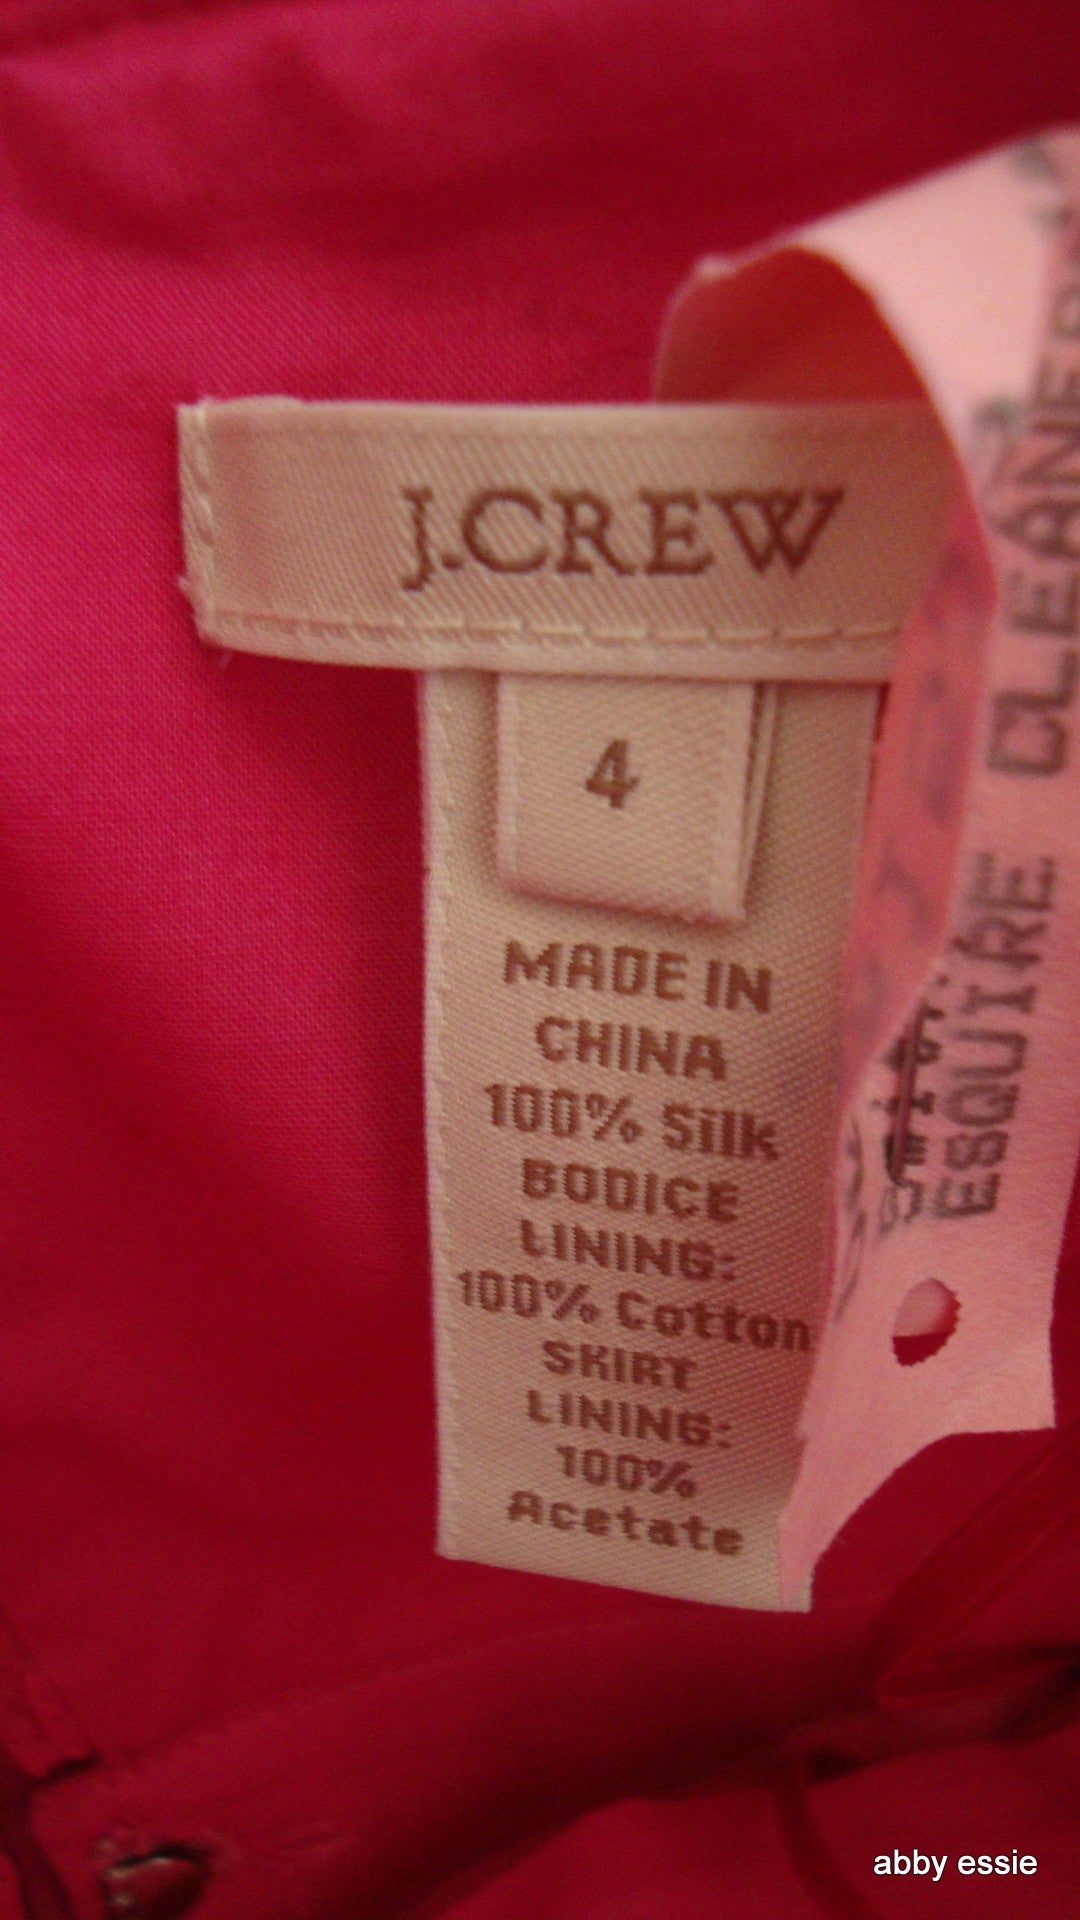 J.CREW
4
MADE IN
CHINA
100% Silk
BODICE
LINING:
100% Cotton
SKIRT
LINING:
100%
Acetate
ESQUIRE CLEANERS
abby essie